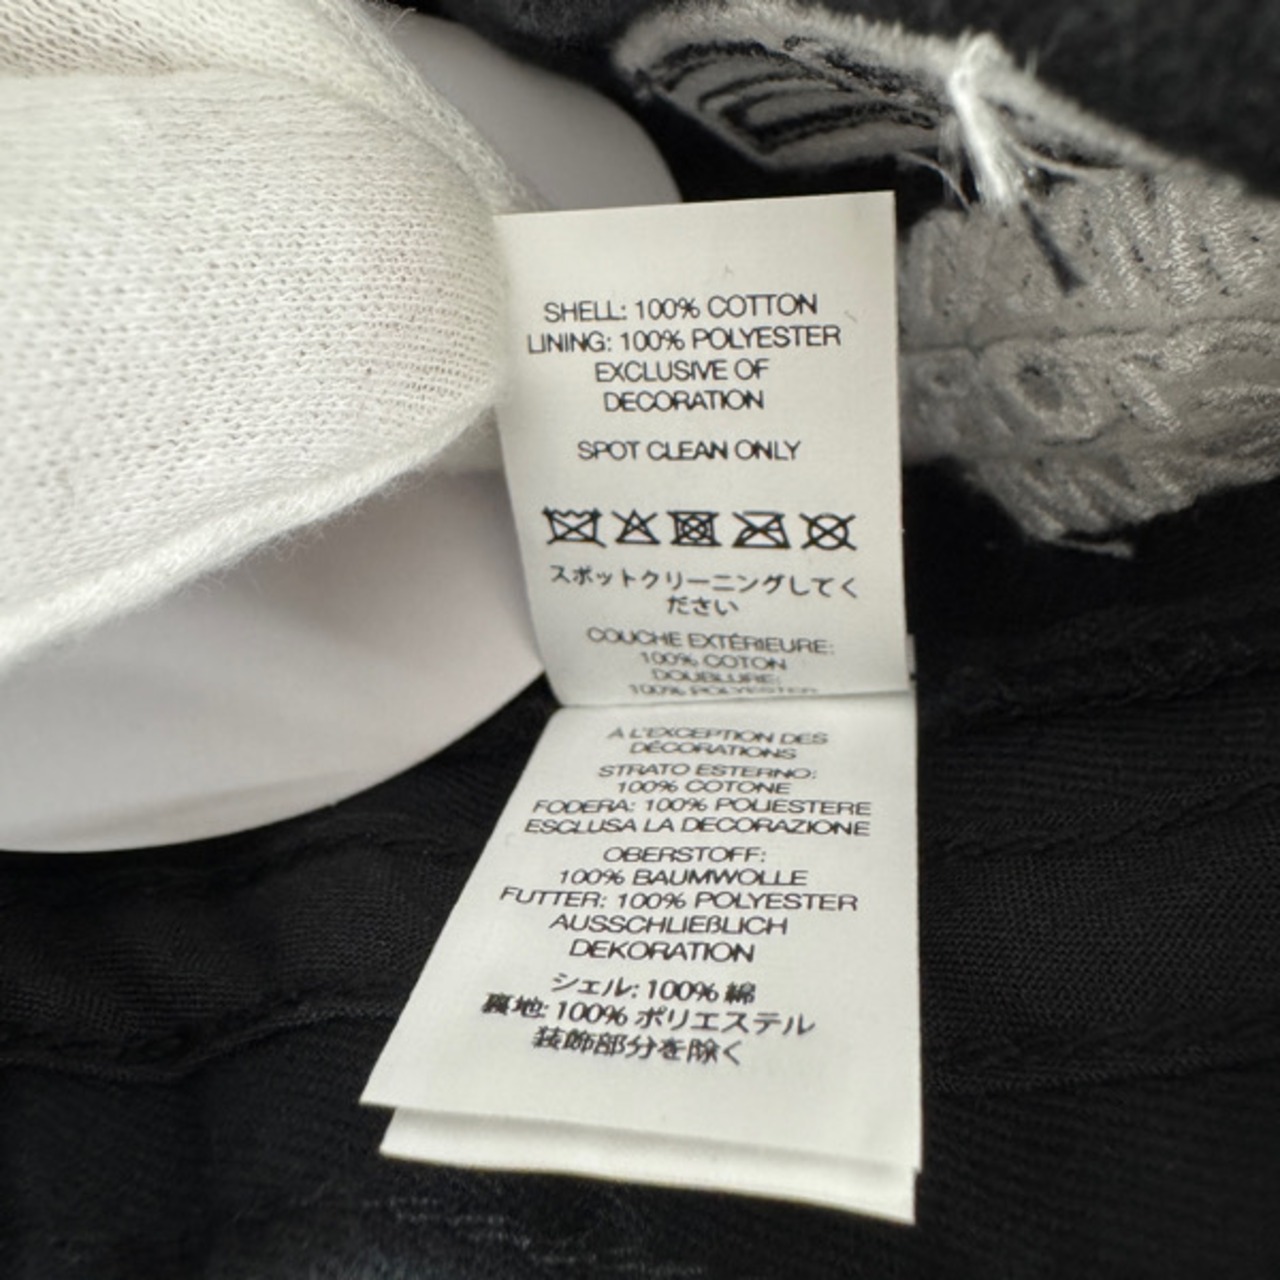 SHELL: 100% COTTON
LINING: 100% POLYESTER
EXCLUSIVE OF
DECORATION
SPOT CLEAN ONLY
スポットクリーニングしてく
ださい
COUCHE EXTÉRIEURE:
100% COTON
DOUBLURE:
100% POLYESTER
À L'EXCEPTION DES
DÉCORATIONS
STRATO ESTERNO:
100% COTONE
FODERA: 100% POLIESTERE
ESCLUSA LA DECORAZIONE
OBERSTOFF:
100% BAUMWOLLE
FUTTER: 100% POLYESTER
AUSSCHLIEßLICH
DEKORATION
シェル: 100% 綿
裏地: 100% ポリエステル
装飾部分を除く